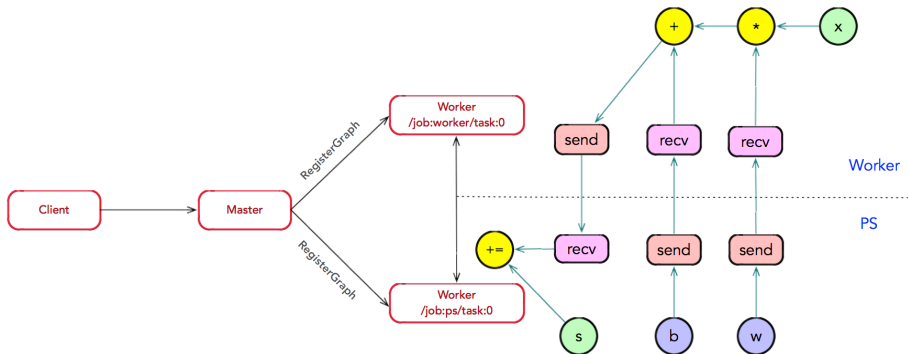 +
*
x
Worker
/job:worker/task:0
RegisterGraph
send
recv
recv
Worker
Client
Master
PS
RegisterGraph
+=
recv
send
send
Worker
/job:ps/task:0
s
b
w